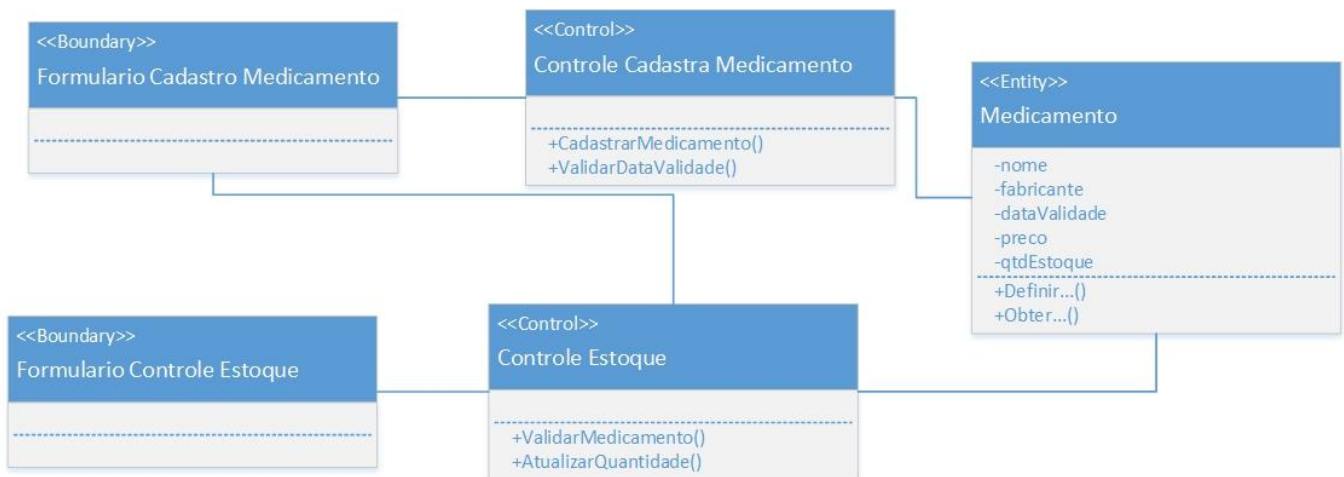 <<Boundary>>
Formulario Cadastro Medicamento
<<Control>>
Controle Cadastra Medicamento
+CadastrarMedicamento()
+ValidarDataValidade()
<<Entity>>
Medicamento
-nome
-fabricante
-dataValidade
-preco
-qtdEstoque
+Definir...()
+Obter...()
<<Boundary>>
Formulario Controle Estoque
<<Control>>
Controle Estoque
+ValidarMedicamento()
+AtualizarQuantidade()